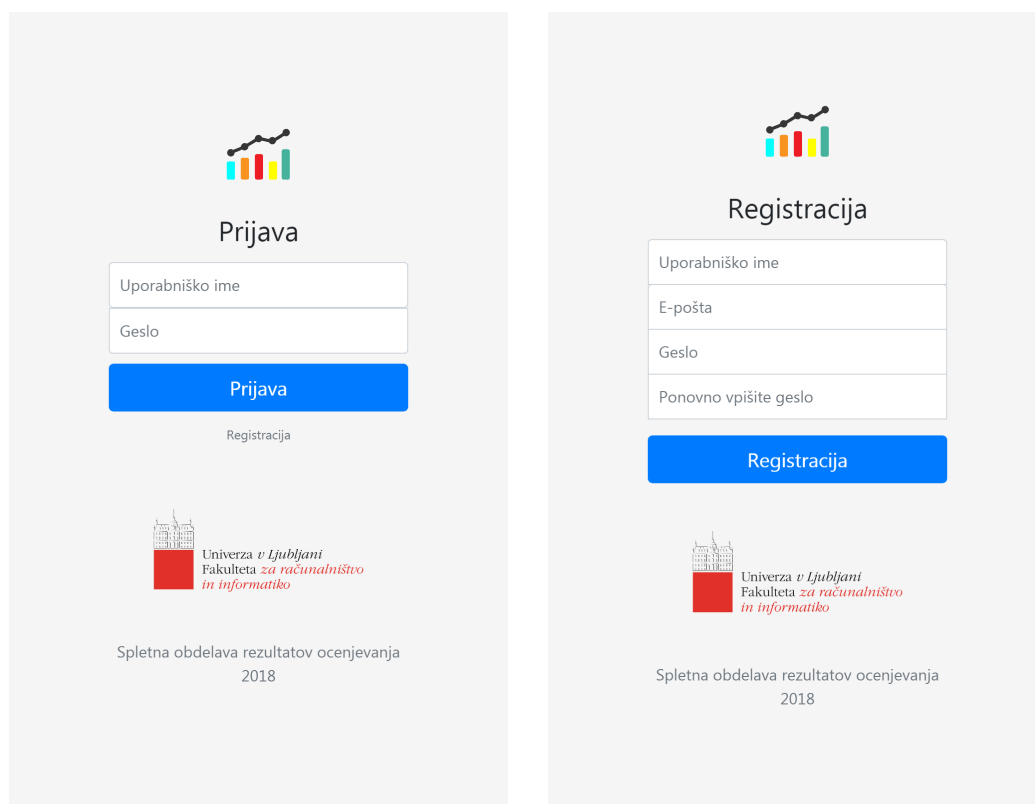 Prijava
Uporabniško ime
Geslo
Prijava
Registracija
Univerza v Ljubljani
Fakulteta za računalništvo
in informatiko
Spletna obdelava rezultatov ocenjevanja
2018
Registracija
Uporabniško ime
E-pošta
Geslo
Ponovno vpišite geslo
Registracija
Univerza v Ljubljani
Fakulteta za računalništvo
in informatiko
Spletna obdelava rezultatov ocenjevanja
2018